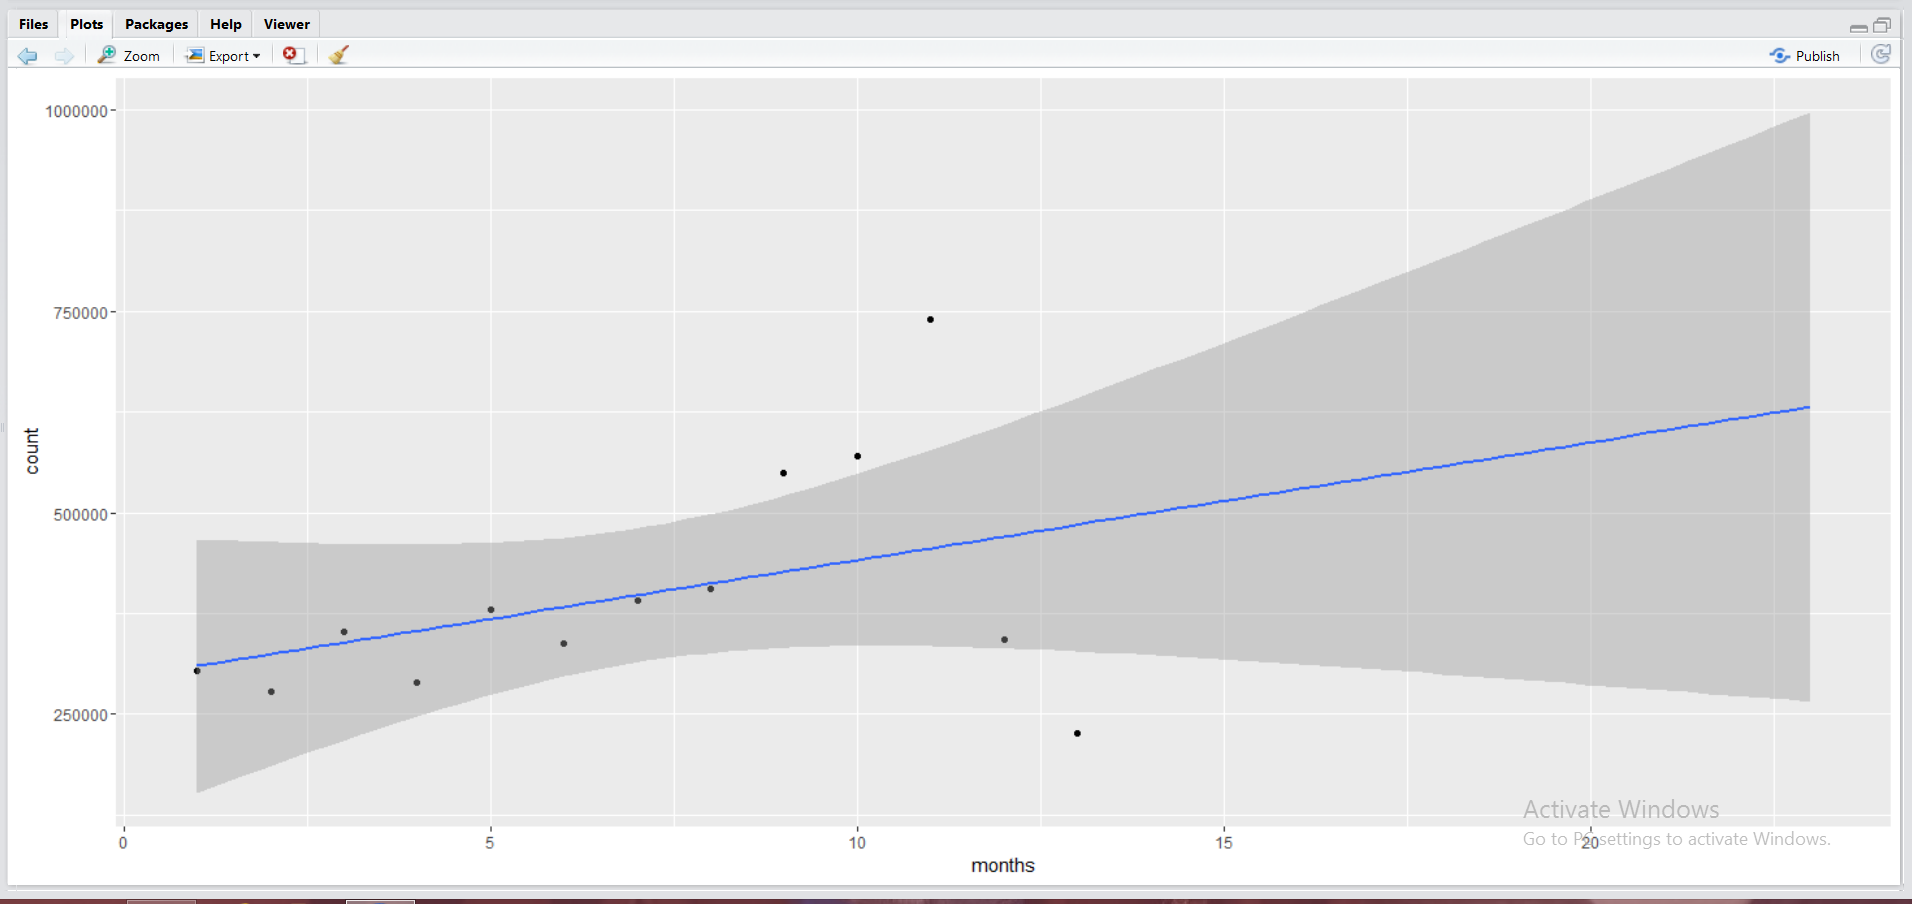 Files Plots Packages Help Viewer
Zoom Export Publish
1000000
750000
500000
250000
count
0 5 10 15 20
months
Activate Windows
Go to PC settings to activate Windows.